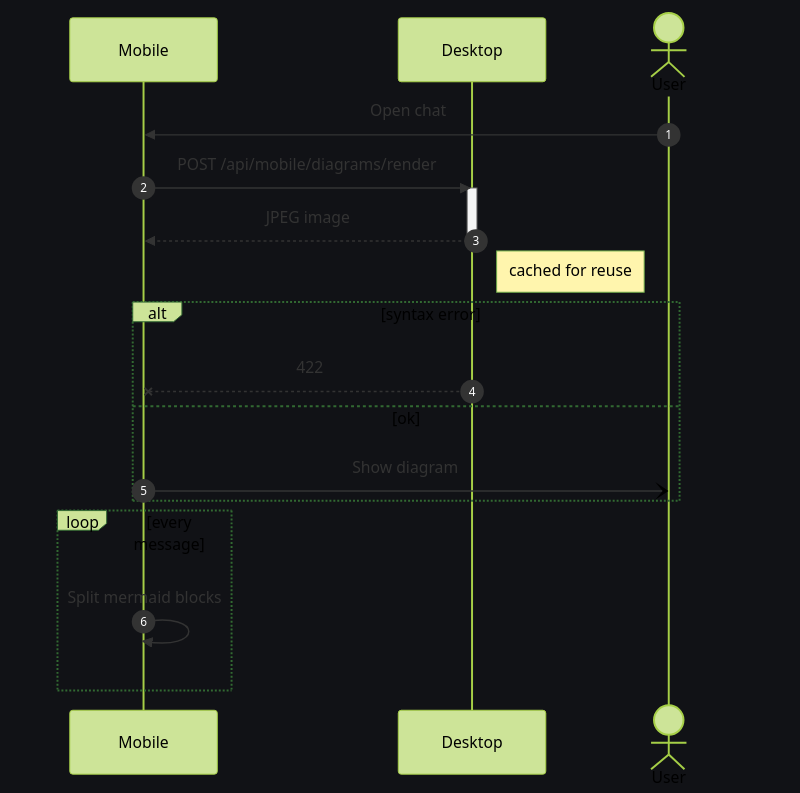 Mobile
Desktop
User
Open chat
1
POST /api/mobile/diagrams/render
2
JPEG image
3
cached for reuse
alt
[syntax error]
422
4
[ok]
Show diagram
5
loop
[every
message]
Split mermaid blocks
6
Mobile
Desktop
User